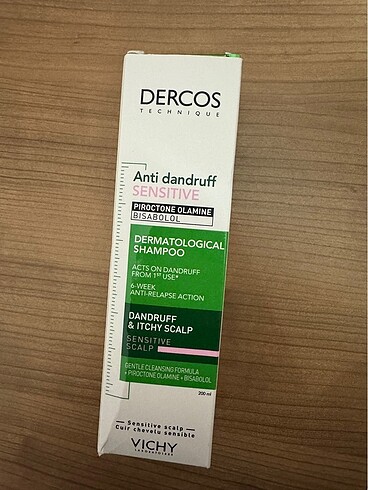 DERCOS
TECHNIQUE
Anti dandruff
SENSITIVE
PIROCTONE OLAMINE
BISABOLOL
DERMATOLOGICAL
SHAMPOO
ACTS ON DANDRUFF
FROM 1ST USE*
6-WEEK
ANTI-RELAPSE ACTION
DANDRUFF
& ITCHY SCALP
SENSITIVE
SCALP
GENTLE CLEANSING FORMULA
+ PIROCTONE OLAMINE + BISABOLOL
200 ml
Sensitive scalp
Cuir chevelu sensible
VICHY
LABORATOIRES